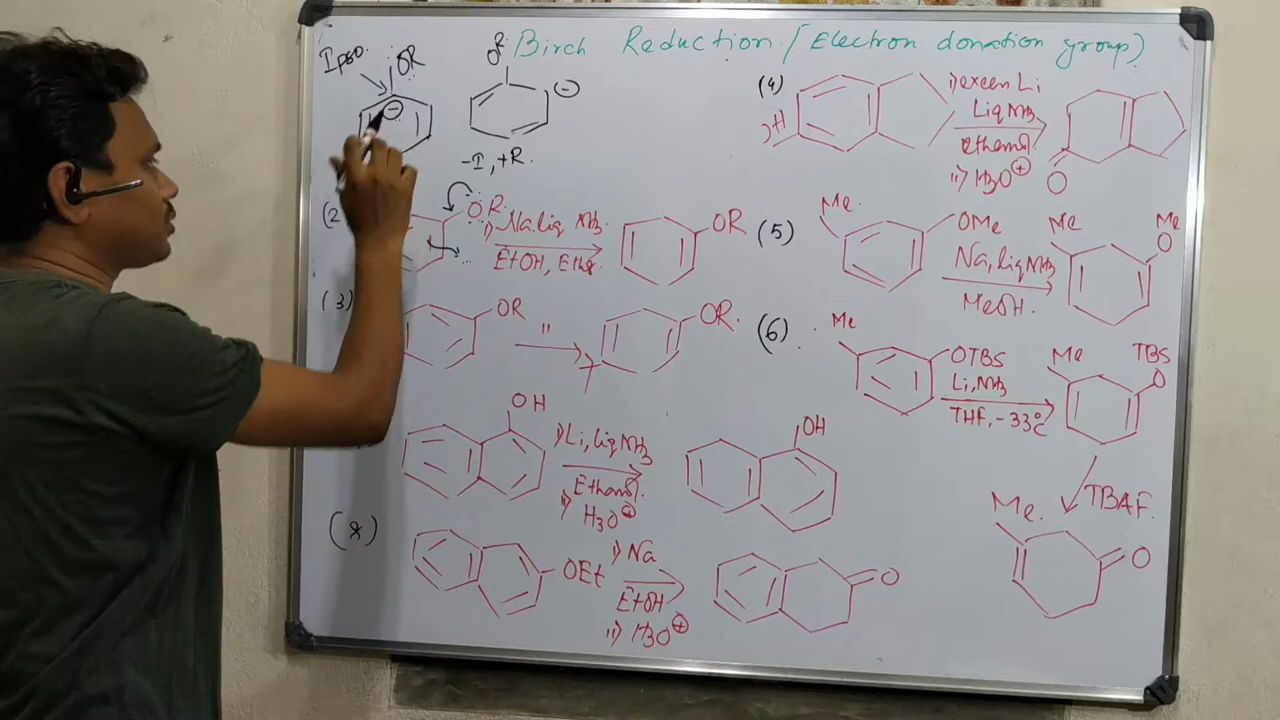 Birch Reduction / (Electron donation group)
Ipso.
OR
⊖
⊖
-I, +R.
(2
OR
i) Na.liq NH3
EtOH, Ether
OR
(3)
OR
"
OR.
OH
i) Li, liq NH3
Ethanol.
ii) H3O⊕
OH
(*)
OEt
i) Na
EtOH
ii) H3O⊕
O
(4)
i) exeen Li
Liq NH3
ethanol
ii) H3O⊕
O
(5)
Me
OMe
Na, liq NH3
MeOH.
Me
Me
O
(6)
Me
OTBS
Li, NH3
THF, -33°C
Me
TBS
O
TBAF.
Me.
O